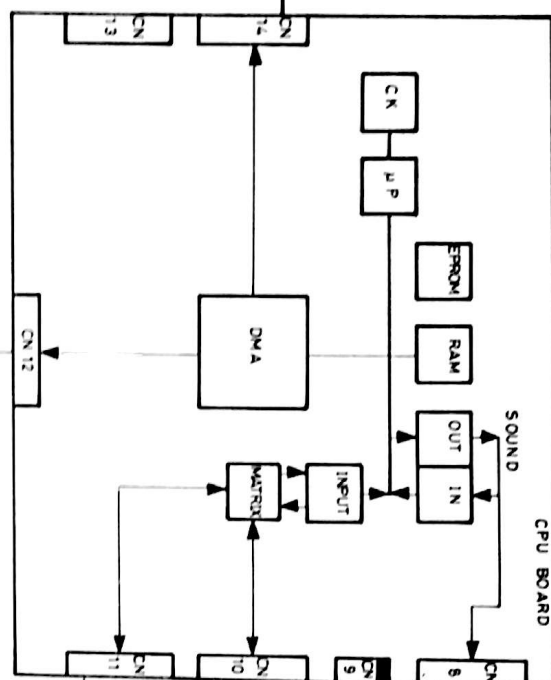 CN
13
CN
14
CK
µP
EPROM
RAM
DMA
CN 12
OUT
IN
SOUND
CPU BOARD
MATRIX
INPUT
CN
11
CN
10
CN
9
CN
8